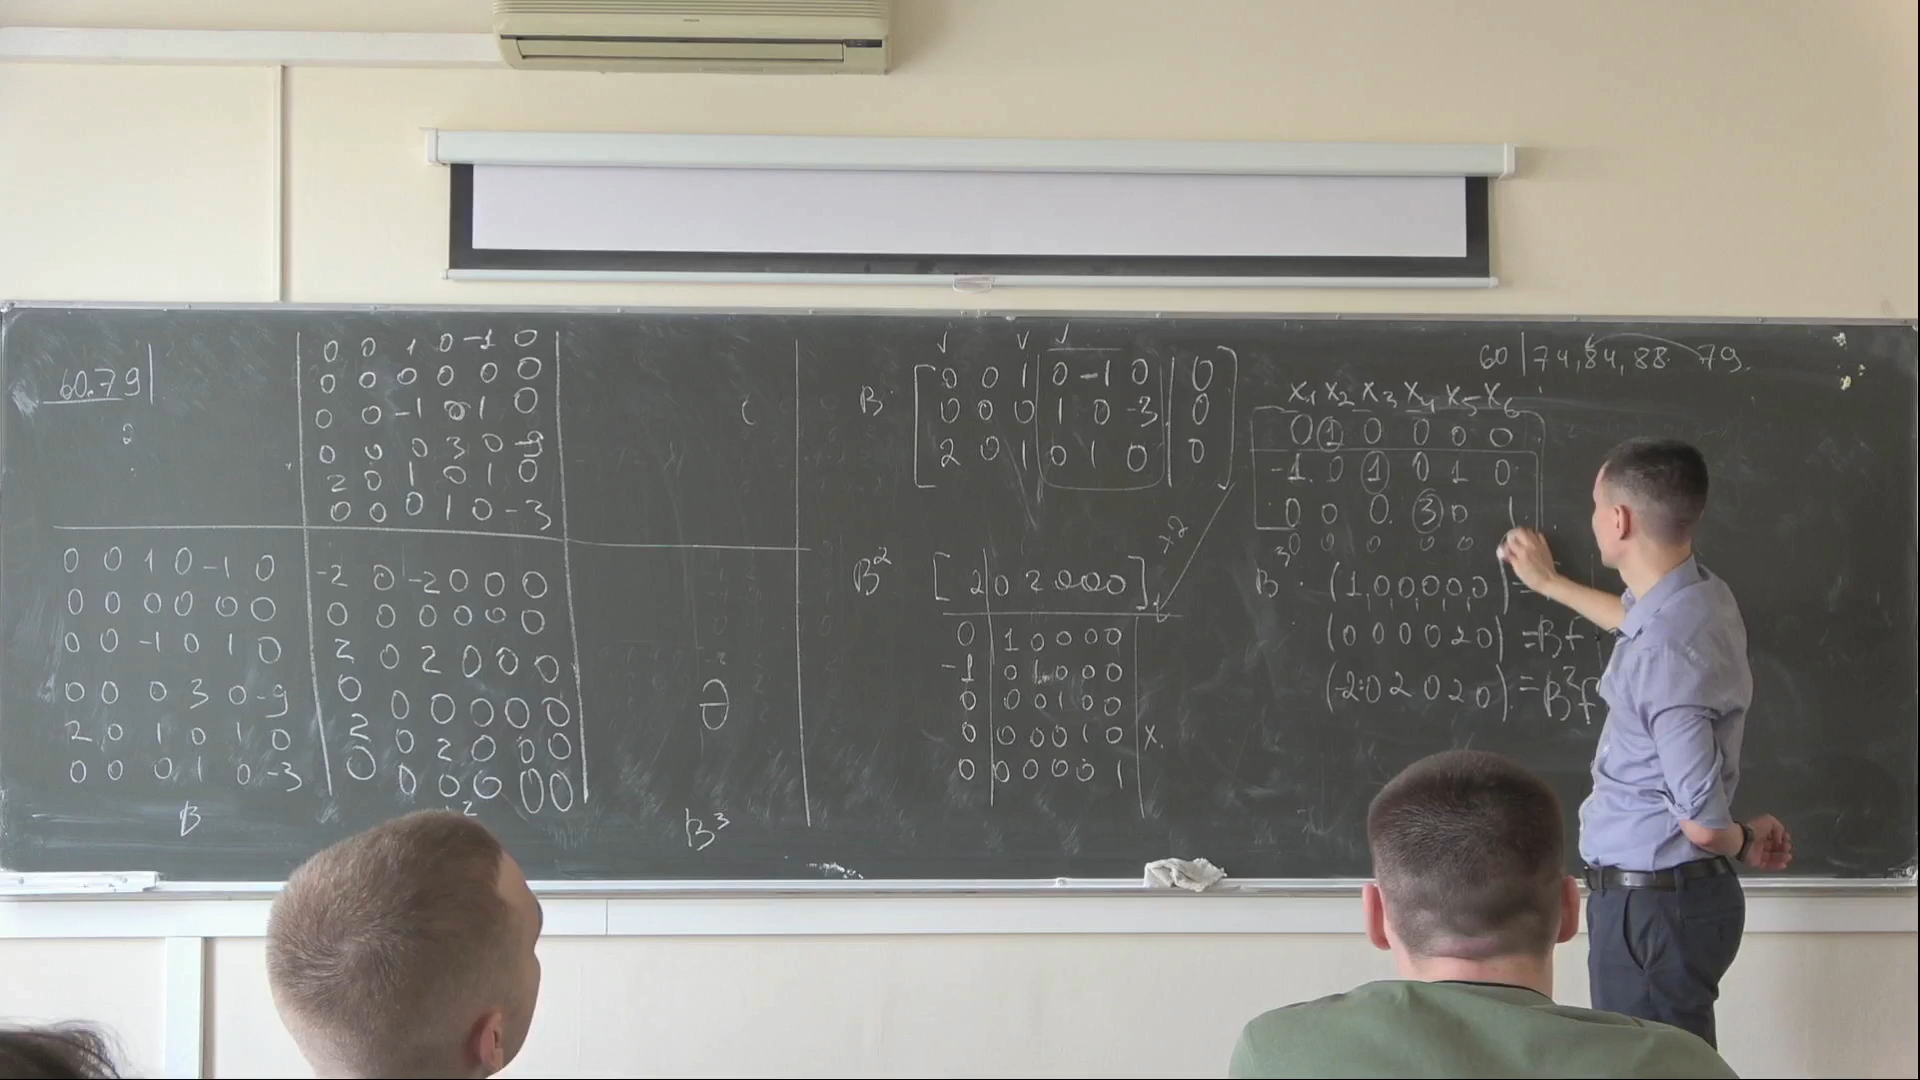 60.79
0 0 1 0 -1 0
0 0 0 0 0 0
0 0 -1 0 1 0
0 0 0 3 0 -9
2 0 1 0 1 0
0 0 0 1 0 -3
0 0 1 0 -1 0
0 0 0 0 0 0
0 0 -1 0 1 0
0 0 0 3 0 -9
2 0 1 0 1 0
0 0 0 1 0 -3
B
-2 0 -2 0 0 0
0 0 0 0 0 0
2 0 2 0 0 0
0 0 0 0 0 0
2 0 2 0 0 0
0 0 0 0 0 0
2
0
B³
√ √ √
B
0 0 1 0 -1 0 0
0 0 0 1 0 -3 0
2 0 1 0 1 0 0
B² [ 2 0 2 0 0 0 ]
x2
0 1 0 0 0 0
-1 0 1 0 0 0
0 0 0 1 0 0
0 0 0 0 1 0 x
0 0 0 0 0 1
60 | 74, 84, 88 79.
x₁ x₂ x₃ x₄ x₅ x₆
0 1 0 0 0 0
-1 0 1 0 1 0
0 0 0 3 0 1
0 0 0 0 0
B³ (1,0,0,0,0,0) =
(0 0 0 0 2 0) = Bf
(-2 0 2 0 2 0) = B²f